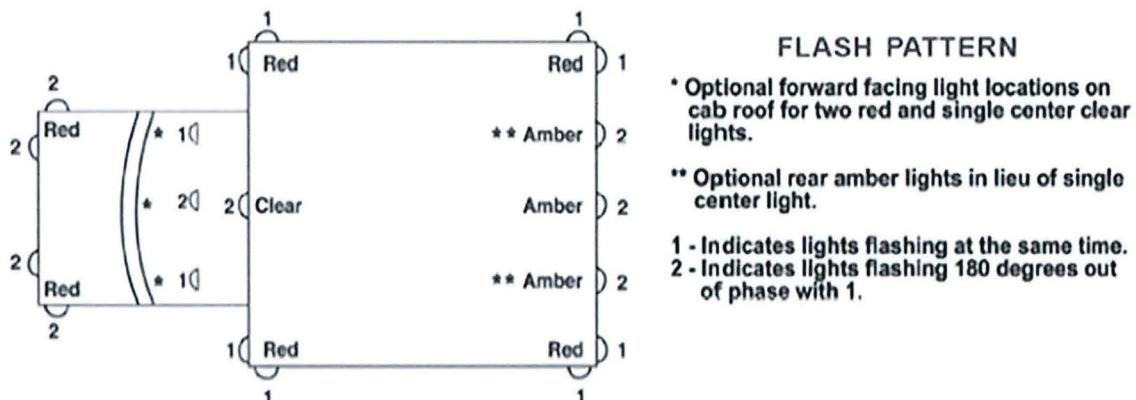 1 1
1 Red Red 1
2
Red * 1 ** Amber 2
2
* 2 2 Clear Amber 2
2 * 1 ** Amber 2
Red
2
1 Red Red 1
1 1
FLASH PATTERN
* Optional forward facing light locations on
cab roof for two red and single center clear
lights.
** Optional rear amber lights in lieu of single
center light.
1 - Indicates lights flashing at the same time.
2 - Indicates lights flashing 180 degrees out
of phase with 1.